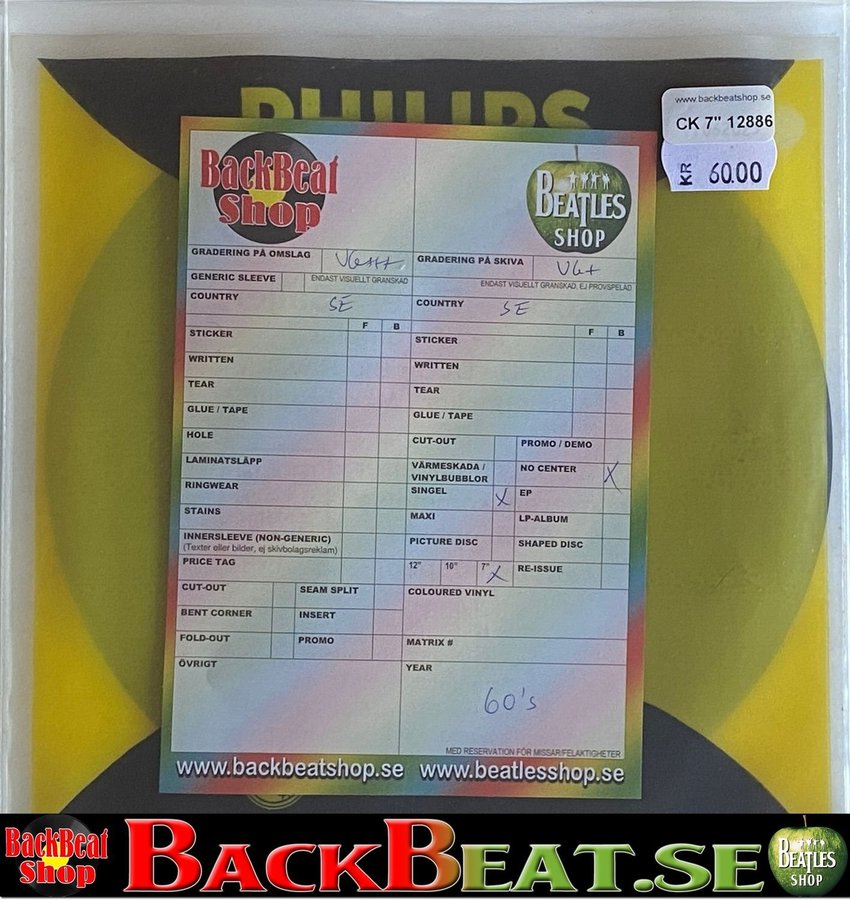 PHILIPS
www.backbeatshop.se
CK 7" 12886
KR 60.00
BackBeat
Shop
BEATLES
SHOP
GRADERING PÅ OMSLAG VG++
GENERIC SLEEVE ENDAST VISUELLT GRANSKAD
COUNTRY SE
F B
STICKER
WRITTEN
TEAR
GLUE / TAPE
HOLE
LAMINATSLÄPP
RINGWEAR
STAINS
INNERSLEEVE (NON-GENERIC)
(Texter eller bilder, ej skivbolagsreklam)
PRICE TAG
CUT-OUT SEAM SPLIT
BENT CORNER INSERT
FOLD-OUT PROMO
ÖVRIGT
GRADERING PÅ SKIVA VG+
ENDAST VISUELLT GRANSKAD, EJ PROVSPELAD
COUNTRY SE
F B
STICKER
WRITTEN
TEAR
GLUE / TAPE
CUT-OUT PROMO / DEMO
VÄRMESKADA / NO CENTER X
VINYLBUBBLOR
SINGEL X EP
MAXI LP-ALBUM
PICTURE DISC SHAPED DISC
12" 10" 7" X RE-ISSUE
COLOURED VINYL
MATRIX #
YEAR
60's
MED RESERVATION FÖR MISSAR/FELAKTIGHETER
www.backbeatshop.se www.beatlesshop.se
BackBeat
Shop
BACKBEAT.SE
BEATLES
SHOP